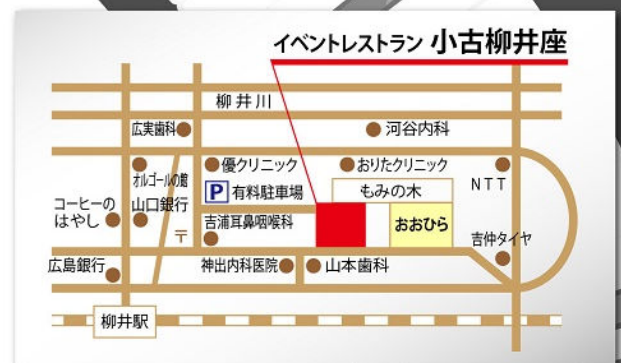 イベントレストラン 小古柳井座
柳井川
広実歯科
河谷内科
オルゴールの館
優クリニック
おりたクリニック
NTT
P 有料駐車場
もみの木
コーヒーの
はやし
山口銀行
〒
吉浦耳鼻咽喉科
おおひら
吉仲タイヤ
広島銀行
神出内科医院
山本歯科
柳井駅